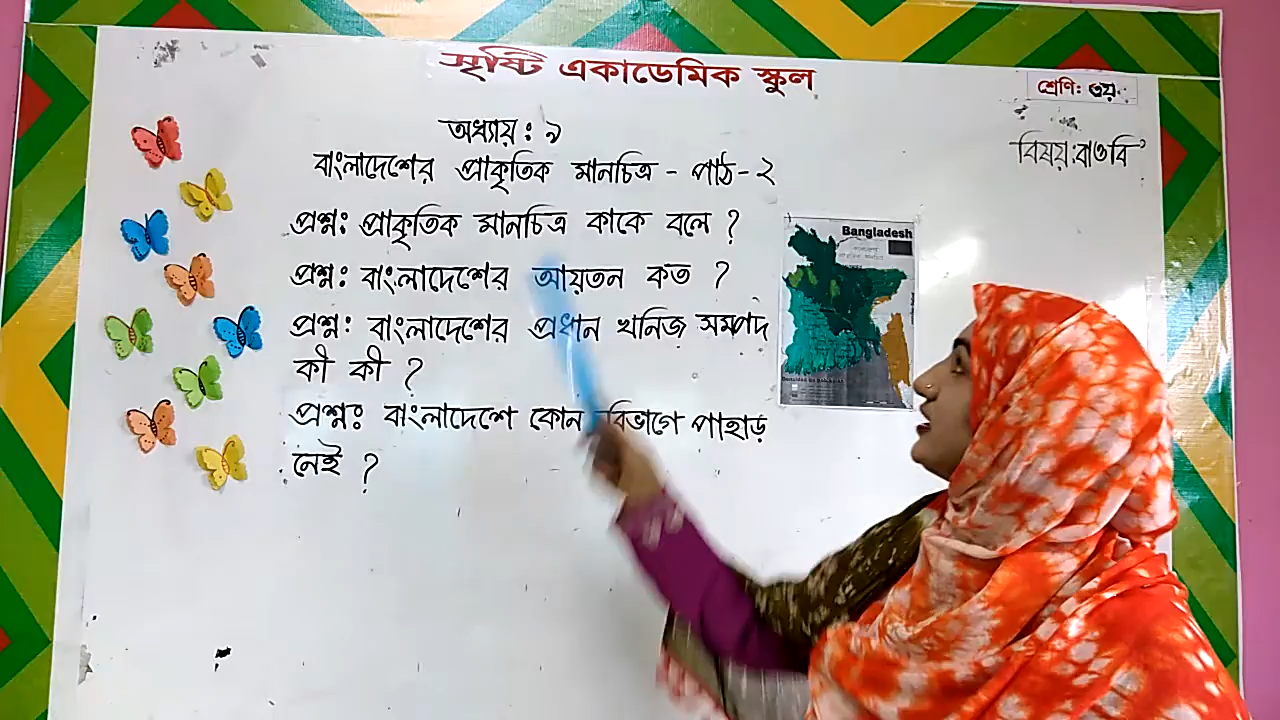 সৃষ্টি একাডেমিক স্কুল
শ্রেণি: ৩য়
বিষয়: বাওবি
অধ্যায়: ৯
বাংলাদেশের প্রাকৃতিক মানচিত্র - পাঠ-২
প্রশ্ন: প্রাকৃতিক মানচিত্র কাকে বলে ?
প্রশ্ন: বাংলাদেশের আয়তন কত ?
প্রশ্ন: বাংলাদেশের প্রধান খনিজ সম্পদ
কী কী ?
প্রশ্নঃ বাংলাদেশে কোন বিভাগে পাহাড়
নেই ?
Bangladesh